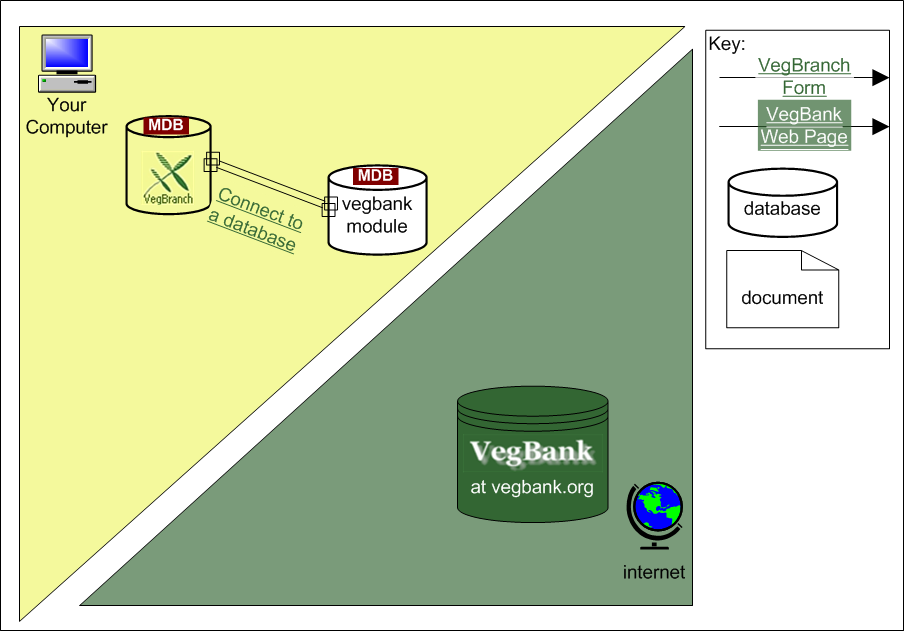 Your
Computer
MDB
VegBranch
Connect to
a database
MDB
vegbank
module
VegBank
at vegbank.org
internet
Key:
VegBranch
Form
VegBank
Web Page
database
document